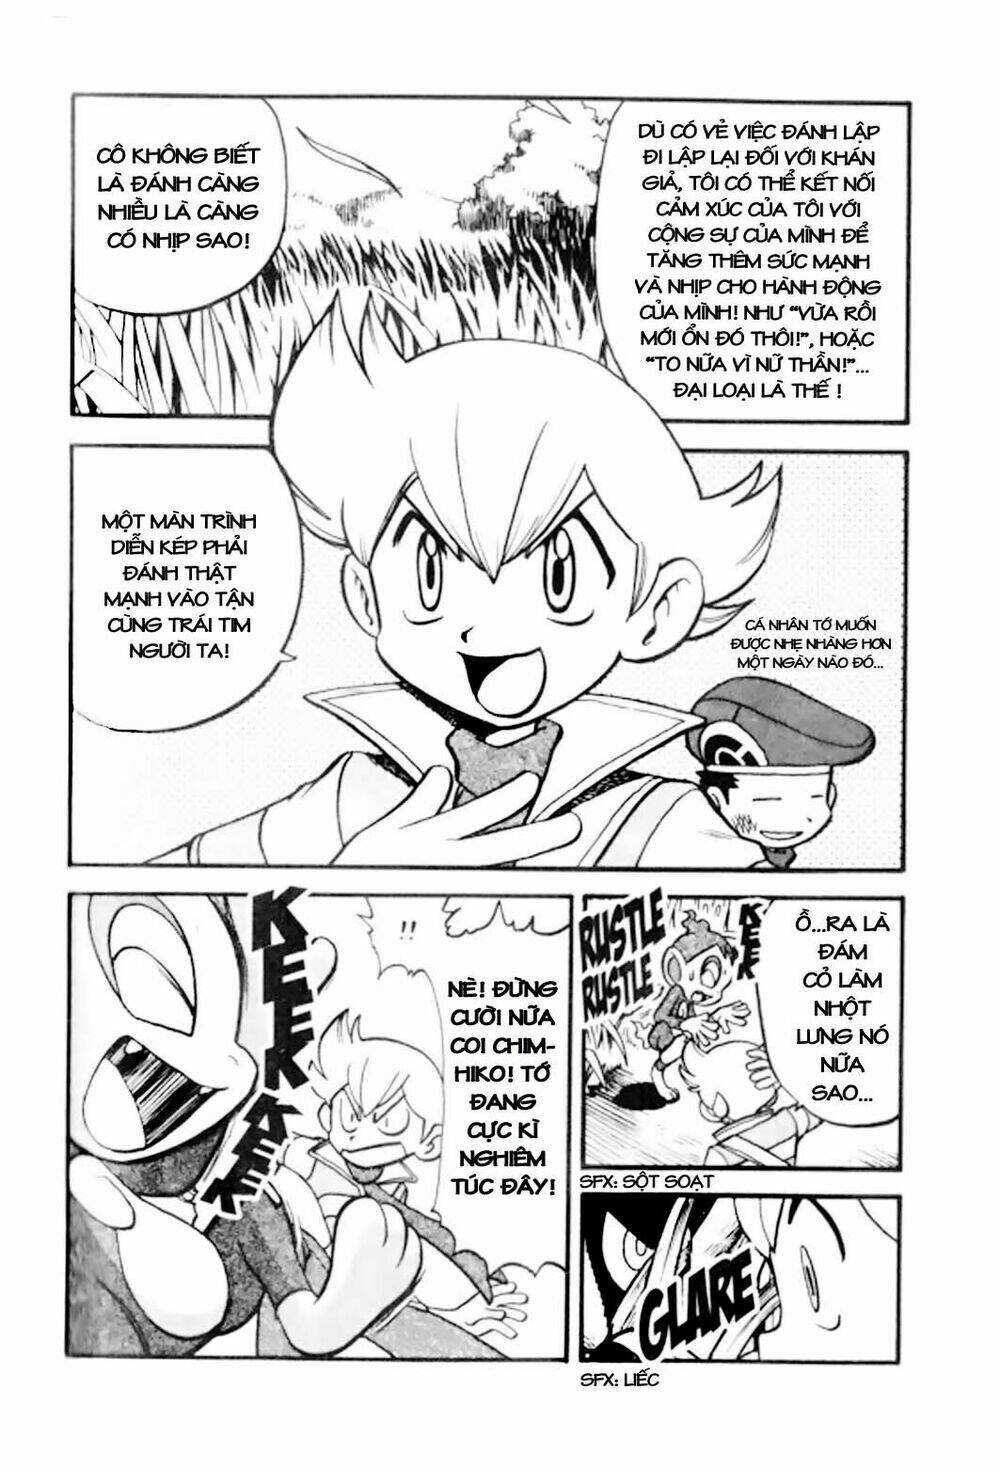 DÙ CÓ VẺ VIỆC ĐÁNH LẬP
ĐI LẬP LẠI ĐỐI VỚI KHÁN
GIẢ, TÔI CÓ THỂ KẾT NỐI
CẢM XÚC CỦA TÔI VỚI
CỘNG SỰ CỦA MÌNH ĐỂ
TĂNG THÊM SỨC MẠNH
VÀ NHỊP CHO HÀNH ĐỘNG
CỦA MÌNH! NHƯ “VỪA RỒI
MỚI ỔN ĐÓ THÔI!”, HOẶC
“TO NỮA VÌ NỮ THẦN!”...
ĐẠI LOẠI LÀ THẾ !
CÔ KHÔNG BIẾT
LÀ ĐÁNH CÀNG
NHIỀU LÀ CÀNG
CÓ NHỊP SAO!
MỘT MÀN TRÌNH
DIỄN KÉP PHẢI
ĐÁNH THẬT
MẠNH VÀO TẬN
CÙNG TRÁI TIM
NGƯỜI TA!
CÁ NHÂN TỚ MUỐN
ĐƯỢC NHẸ NHÀNG HƠN
MỘT NGÀY NÀO ĐÓ...
!!
NÈ! ĐỪNG
CƯỜI NỮA
COI CHIM-
HIKO! TỚ
ĐANG
CỰC KÌ
NGHIÊM
TÚC ĐÂY!
KEEK
KEEK
KEEK
Ồ...RA LÀ
ĐÁM
CỎ LÀM
NHỘT
LƯNG NÓ
NỮA
SAO...
RUSTLE
RUSTLE
KEEK
SFX: SỘT SOẠT
GLARE
SFX: LIẾC